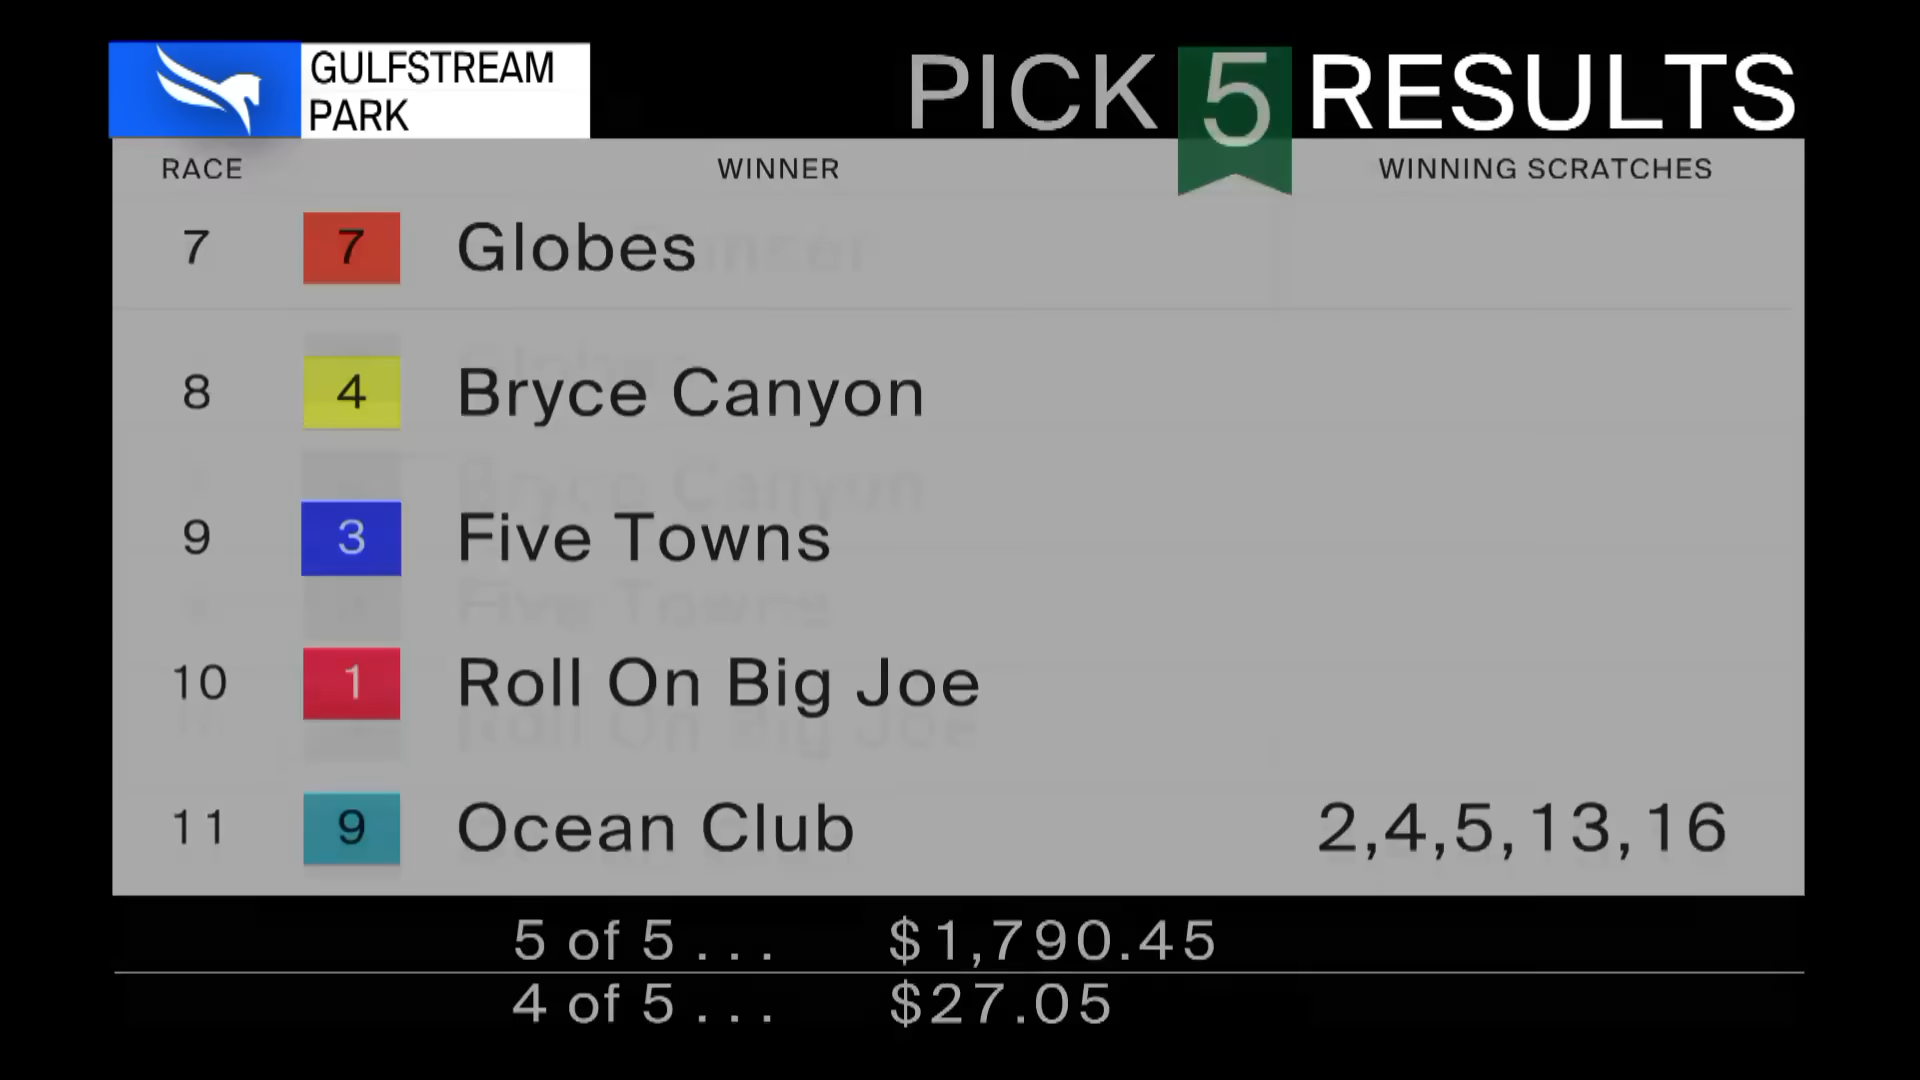 GULFSTREAM
PARK
PICK 5 RESULTS
RACE WINNER WINNING SCRATCHES
7 7 Globes
8 4 Bryce Canyon
9 3 Five Towns
10 1 Roll On Big Joe
11 9 Ocean Club 2,4,5,13,16
5 of 5 . . . $1,790.45
4 of 5 . . . $27.05